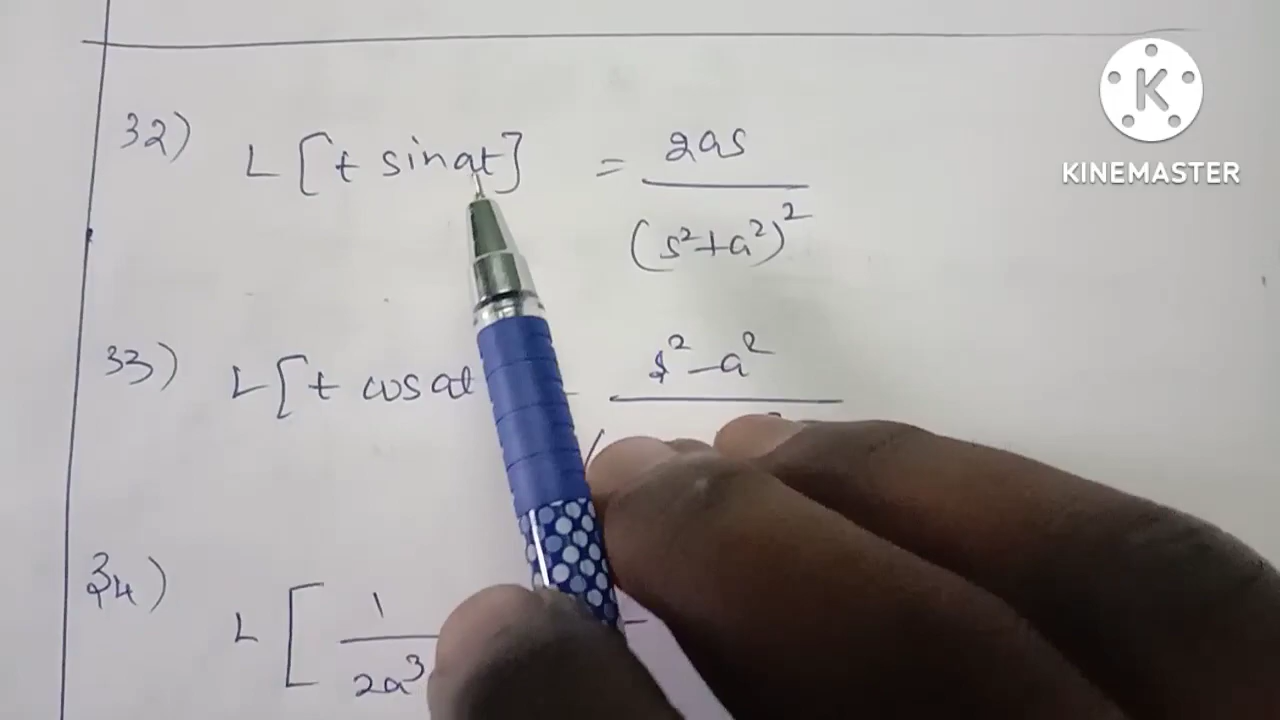 32) L[t sinat] = 2as / (s²+a²)²
K
KINEMASTER
33) L[t cosat s²-a²
34) L[ 1 / 2a³